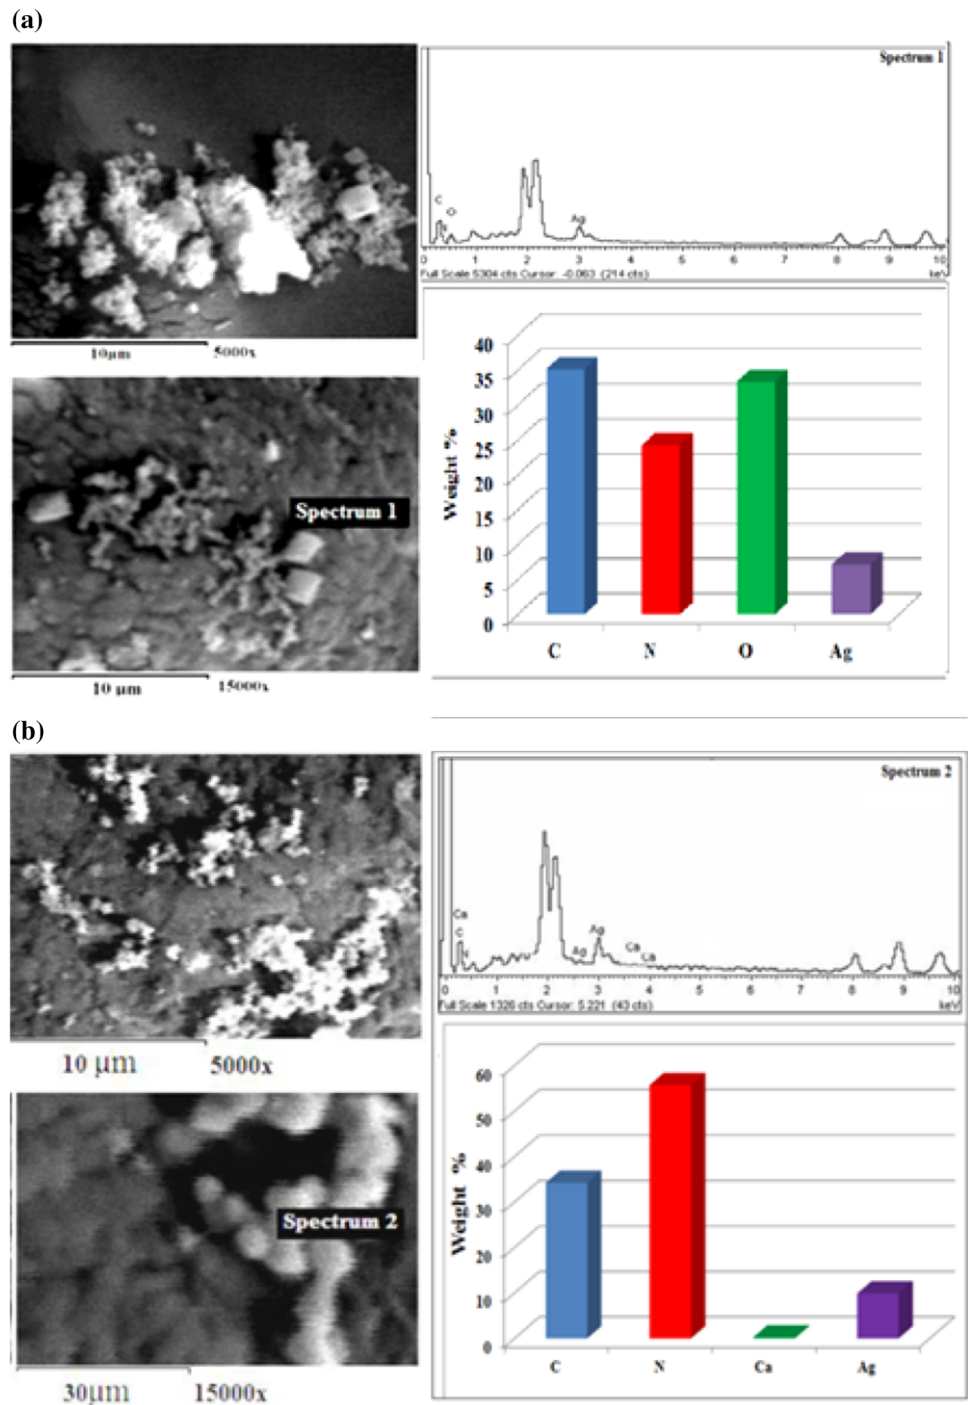 (a)
Spectrum 1
C
O
Ag
0 1 2 3 4 5 6 7 8 9 10
Full Scale 5304 cts Cursor: -0.063 (214 cts)
keV
10µm 5000x
Weight %
40
35
30
25
20
15
10
5
0
C N O Ag
Spectrum 1
10 µm 15000x
(b)
Spectrum 2
Ca
C
Ag
Ag
Ca
Ca
0 1 2 3 4 5 6 7 8 9 10
Full Scale 1326 cts Cursor: 5.221 (43 cts)
keV
10 µm 5000x
Weight %
60
50
40
30
20
10
0
C N Ca Ag
Spectrum 2
30µm 15000x